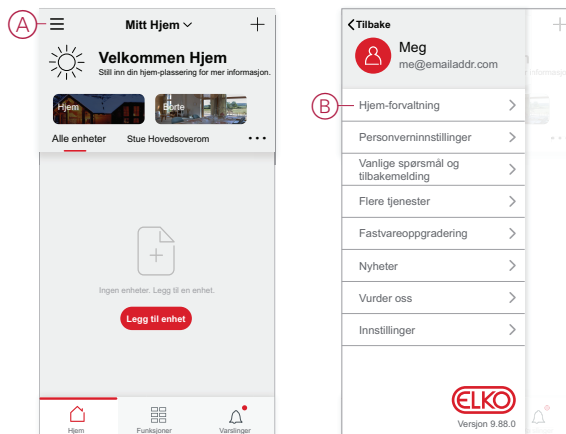 A
Mitt Hjem
Velkommen Hjem
Still inn din hjem-plassering for mer informasjon.
Hjem
Borte
Alle enheter
Stue Hovedsoverom
Ingen enheter. Legg til en enhet.
Legg til enhet
Hjem
Funksjoner
Varslinger
Tilbake
Meg
me@emailaddr.com
B
Hjem-forvaltning
Personverninnstillinger
Vanlige spørsmål og
tilbakemelding
Flere tjenester
Fastvareoppgradering
Nyheter
Vurder oss
Innstillinger
ELKO
Versjon 9.88.0